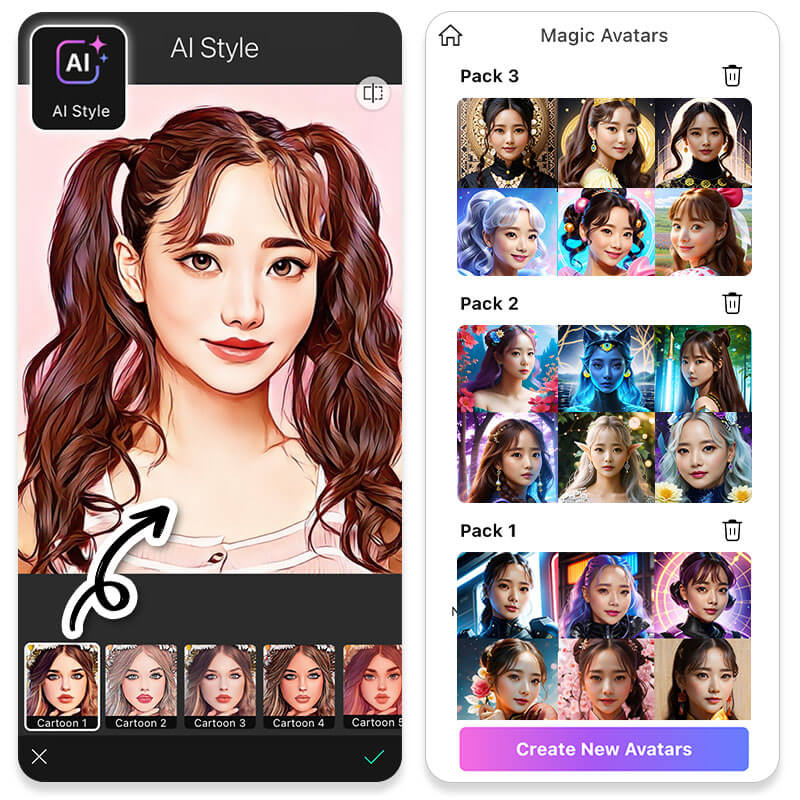 AI
AI Style
AI Style
Cartoon 1
Cartoon 2
Cartoon 3
Cartoon 4
Cartoon 5
Magic Avatars
Pack 3
Pack 2
Pack 1
N
Create New Avatars